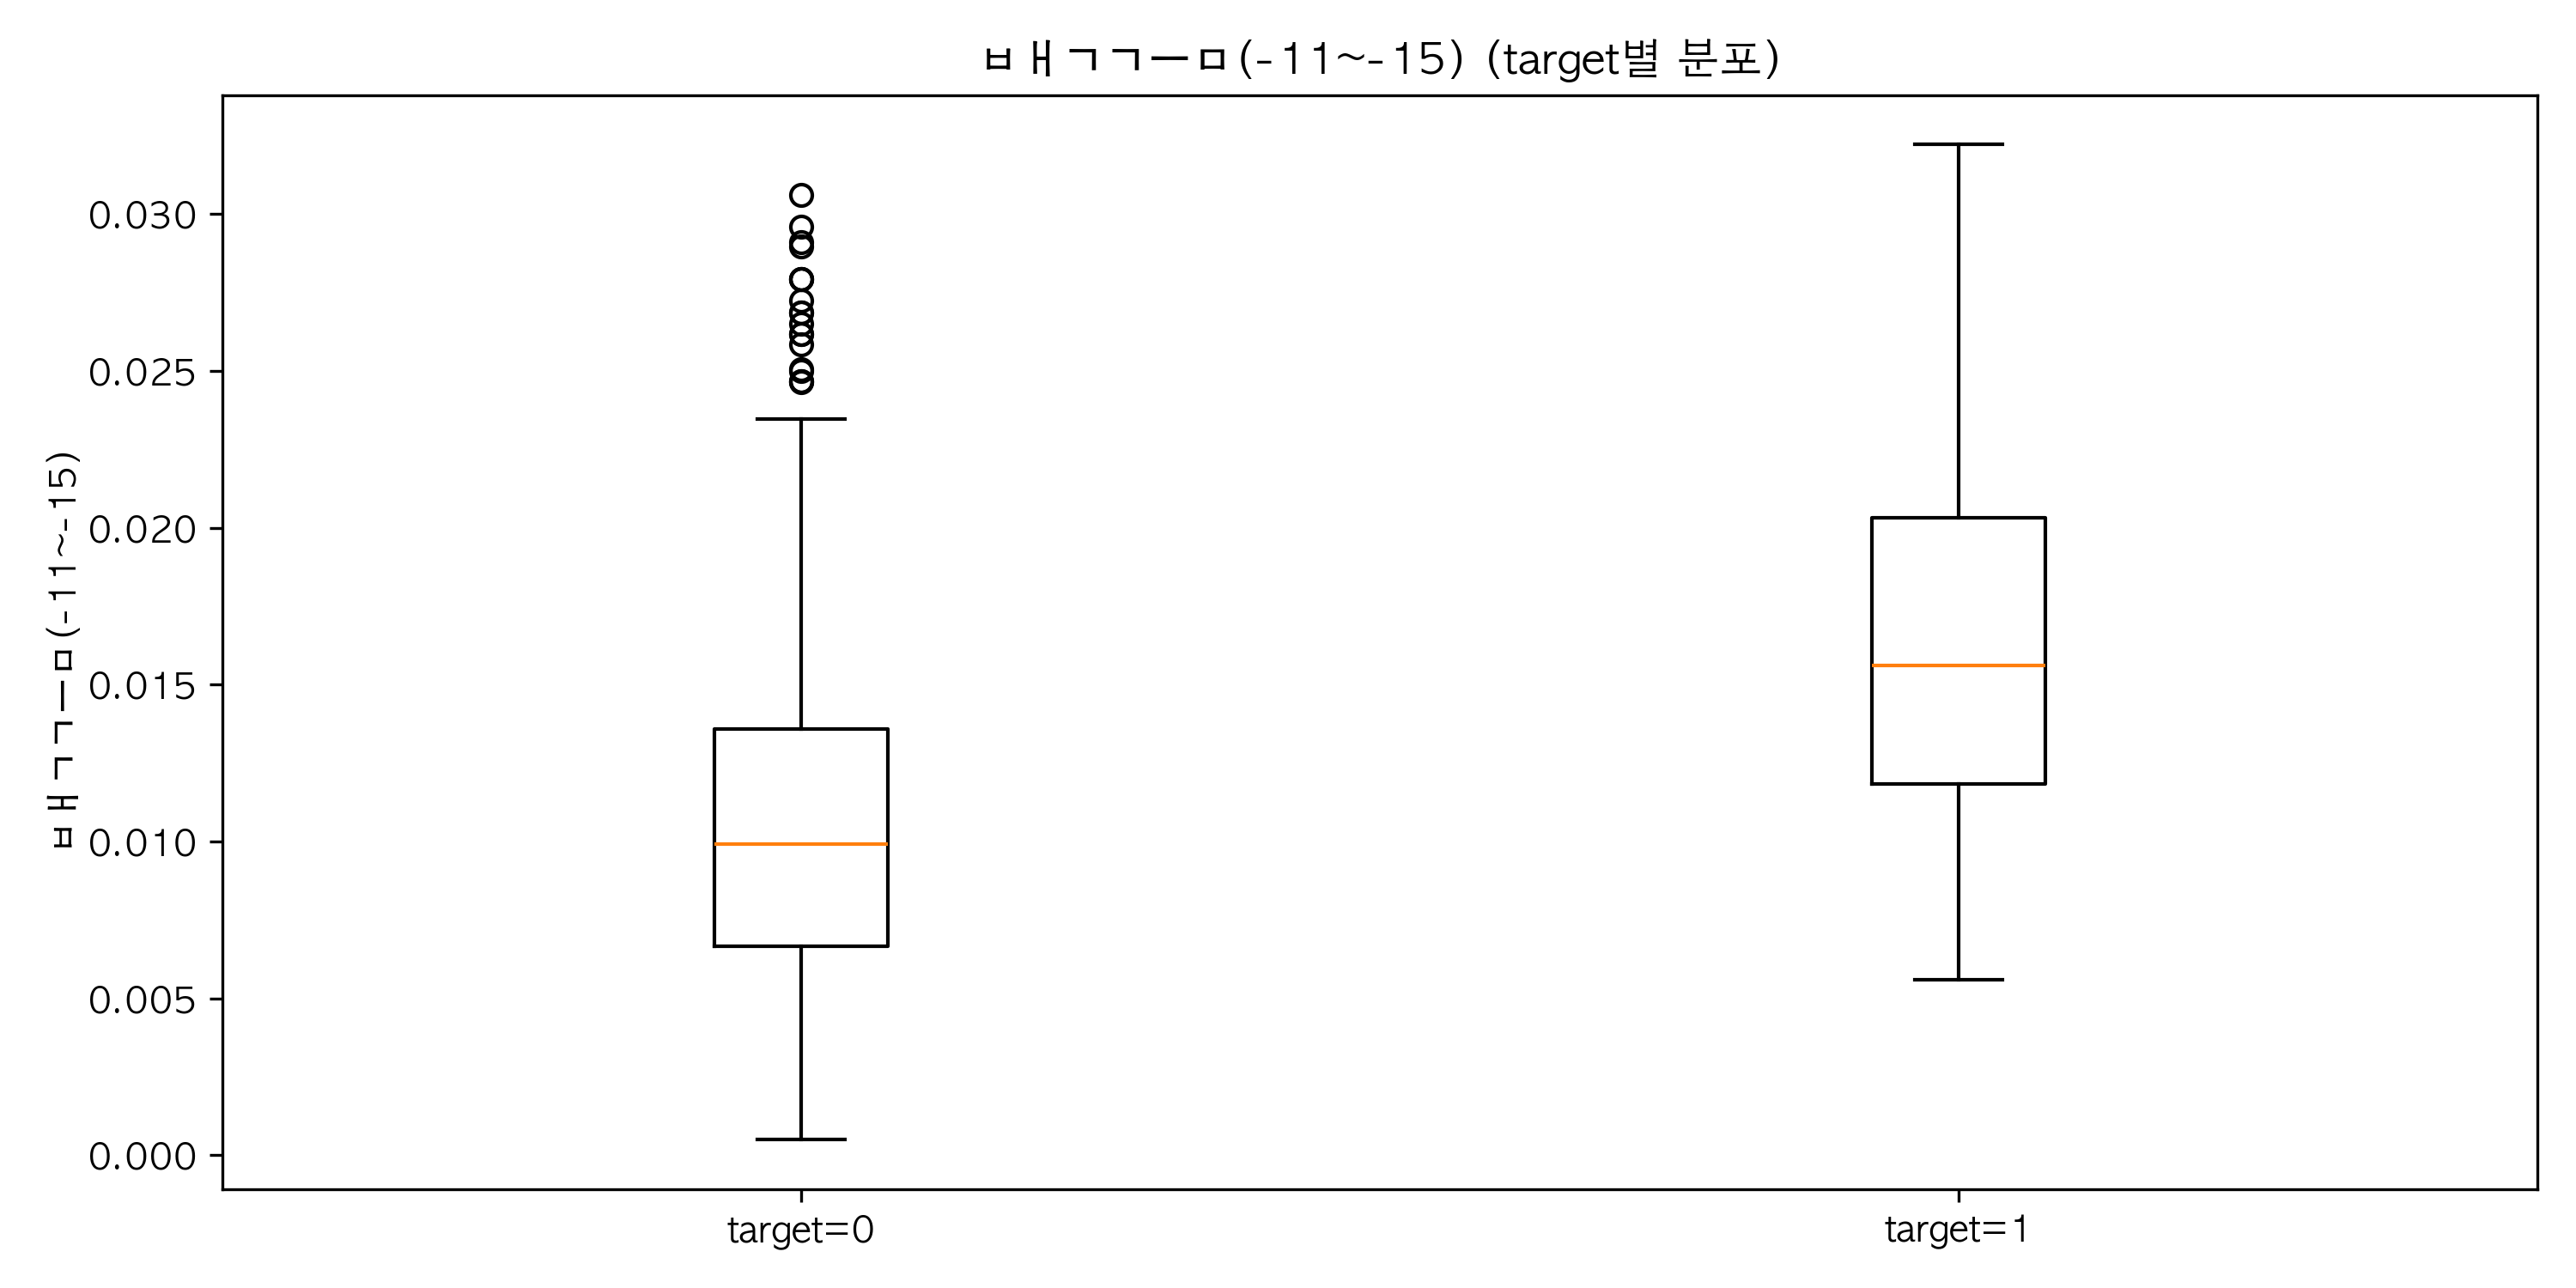 ㅂㅐㄱㄱㅡㅁ(-11~-15) (target별 분포)
ㅂㅐㄱㄱㅡㅁ(-11~-15)
0.030
0.025
0.020
0.015
0.010
0.005
0.000
target=0
target=1